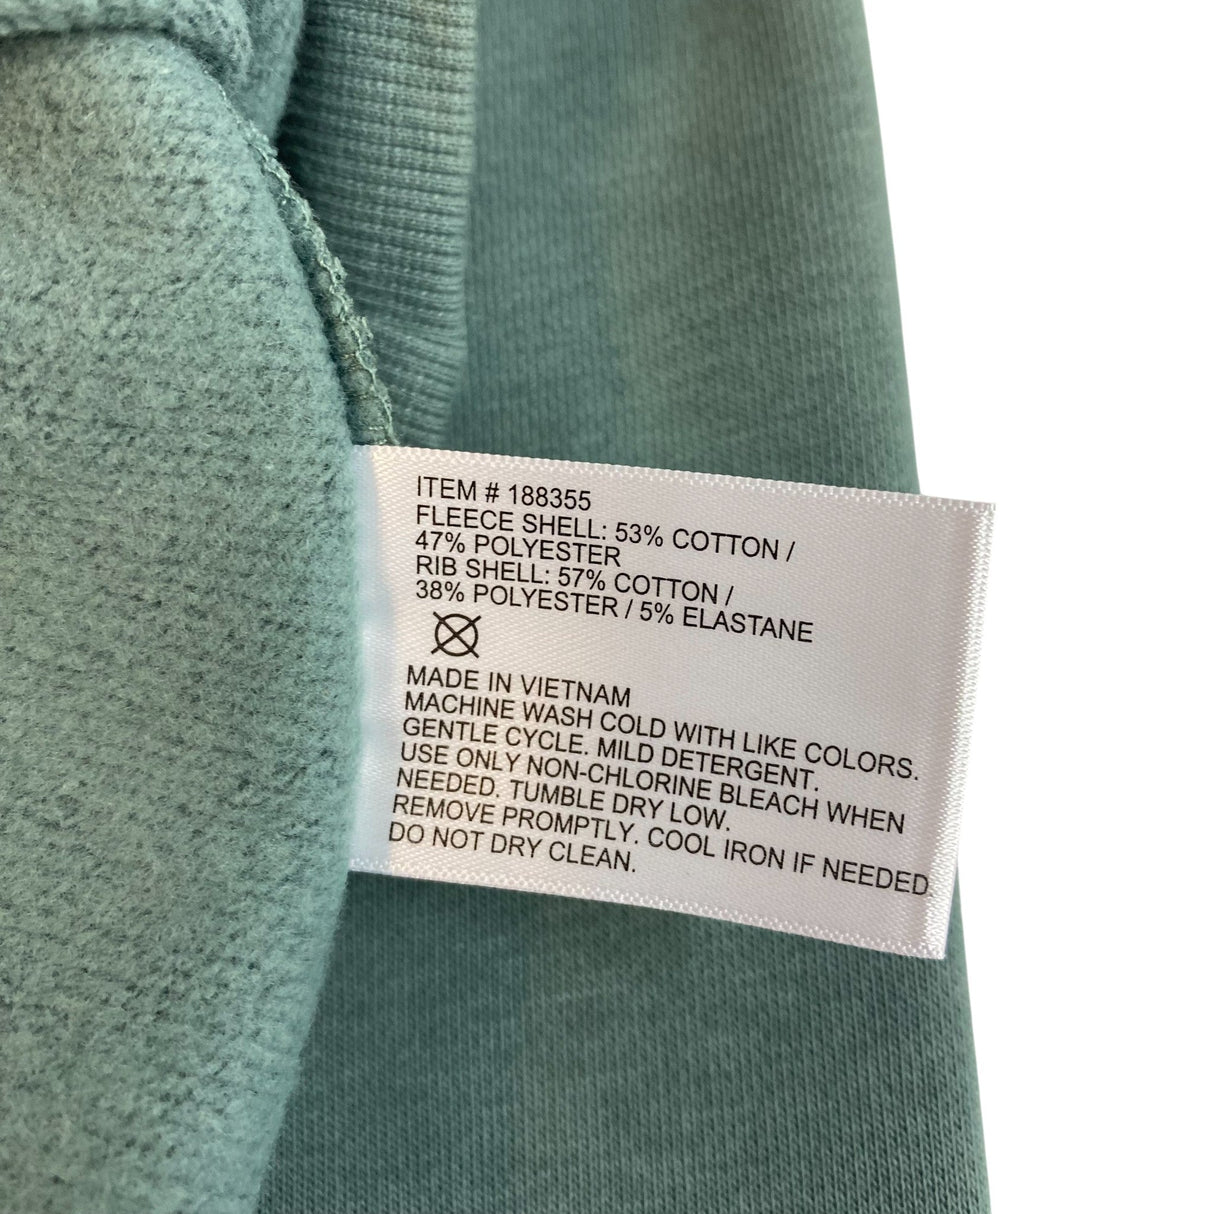 ITEM # 188355
FLEECE SHELL: 53% COTTON /
47% POLYESTER
RIB SHELL: 57% COTTON /
38% POLYESTER / 5% ELASTANE
MADE IN VIETNAM
MACHINE WASH COLD WITH LIKE COLORS.
GENTLE CYCLE. MILD DETERGENT.
USE ONLY NON-CHLORINE BLEACH WHEN
NEEDED. TUMBLE DRY LOW.
REMOVE PROMPTLY. COOL IRON IF NEEDED
DO NOT DRY CLEAN.